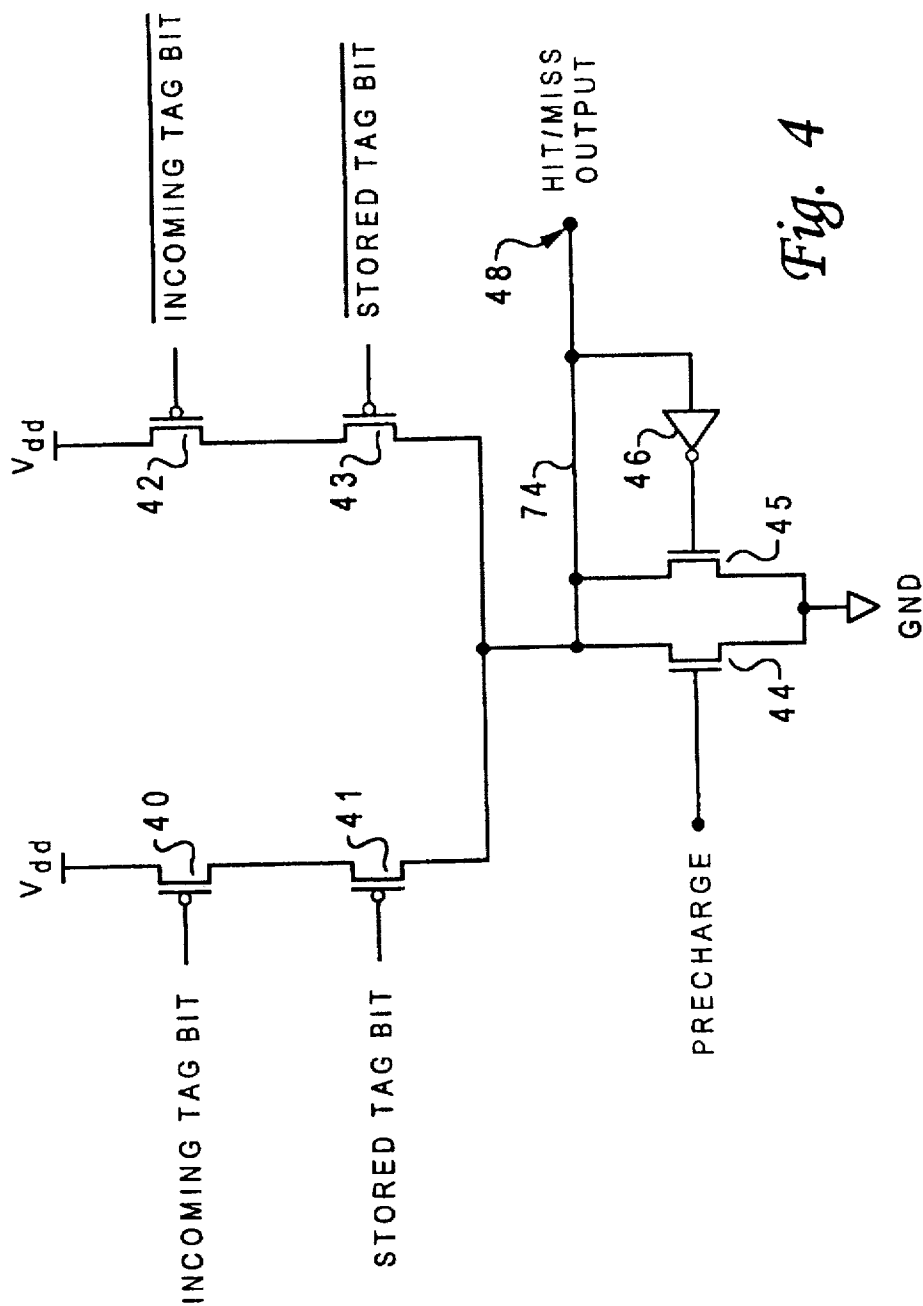 Vdd
Vdd
40
42
INCOMING TAG BIT
INCOMING TAG BIT
41
43
STORED TAG BIT
STORED TAG BIT
74
48
HIT/MISS
OUTPUT
46
PRECHARGE
44
45
GND
Fig. 4